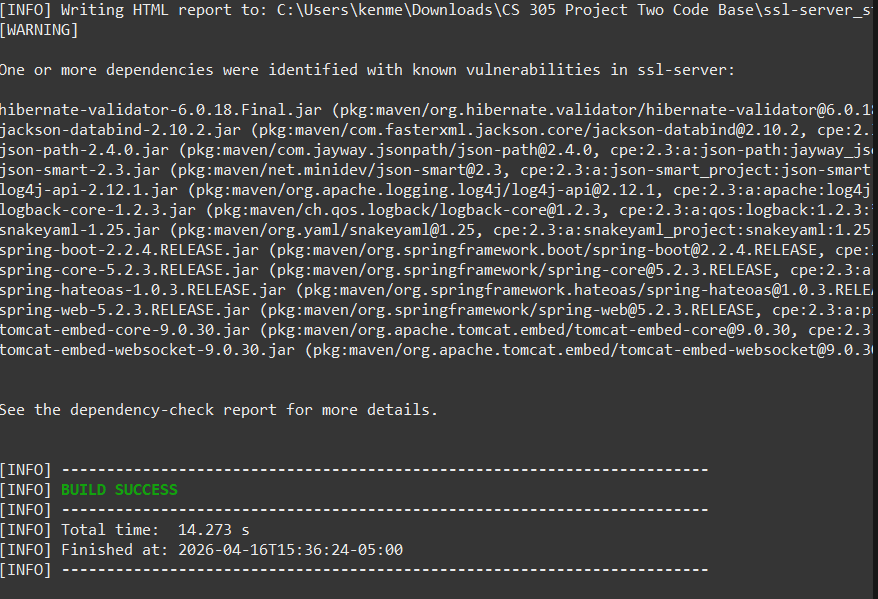 [INFO] Writing HTML report to: C:\Users\kenme\Downloads\CS 305 Project Two Code Base\ssl-server_s
[WARNING]
One or more dependencies were identified with known vulnerabilities in ssl-server:
hibernate-validator-6.0.18.Final.jar (pkg:maven/org.hibernate.validator/hibernate-validator@6.0.18
jackson-databind-2.10.2.jar (pkg:maven/com.fasterxml.jackson.core/jackson-databind@2.10.2, cpe:2.
json-path-2.4.0.jar (pkg:maven/com.jayway.jsonpath/json-path@2.4.0, cpe:2.3:a:json-path:jayway_js
json-smart-2.3.jar (pkg:maven/net.minidev/json-smart@2.3, cpe:2.3:a:json-smart_project:json-smart
log4j-api-2.12.1.jar (pkg:maven/org.apache.logging.log4j/log4j-api@2.12.1, cpe:2.3:a:apache:log4j
logback-core-1.2.3.jar (pkg:maven/ch.qos.logback/logback-core@1.2.3, cpe:2.3:a:qos:logback:1.2.3:
snakeyaml-1.25.jar (pkg:maven/org.yaml/snakeyaml@1.25, cpe:2.3:a:snakeyaml_project:snakeyaml:1.25
spring-boot-2.2.4.RELEASE.jar (pkg:maven/org.springframework.boot/spring-boot@2.2.4.RELEASE, cpe:
spring-core-5.2.3.RELEASE.jar (pkg:maven/org.springframework/spring-core@5.2.3.RELEASE, cpe:2.3:a
spring-hateoas-1.0.3.RELEASE.jar (pkg:maven/org.springframework.hateoas/spring-hateoas@1.0.3.RELE
spring-web-5.2.3.RELEASE.jar (pkg:maven/org.springframework/spring-web@5.2.3.RELEASE, cpe:2.3:a:p
tomcat-embed-core-9.0.30.jar (pkg:maven/org.apache.tomcat.embed/tomcat-embed-core@9.0.30, cpe:2.3
tomcat-embed-websocket-9.0.30.jar (pkg:maven/org.apache.tomcat.embed/tomcat-embed-websocket@9.0.30
See the dependency-check report for more details.
[INFO] ------------------------------------------------------------------------
[INFO] BUILD SUCCESS
[INFO] ------------------------------------------------------------------------
[INFO] Total time:  14.273 s
[INFO] Finished at: 2026-04-16T15:36:24-05:00
[INFO] ------------------------------------------------------------------------